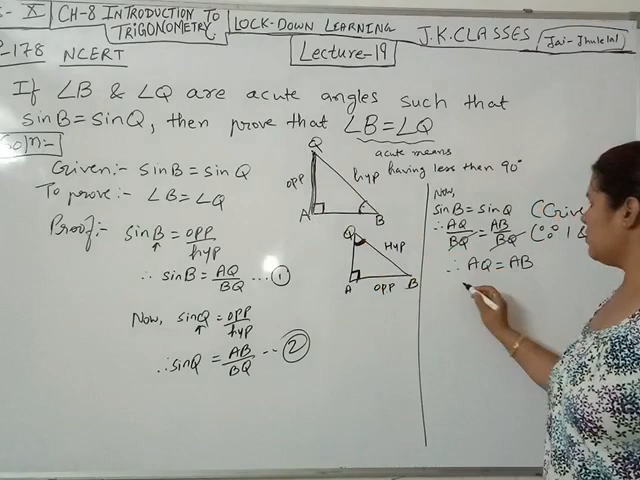 X
CH-8 INTRODUCTION TO TRIGONOMETRY
LOCK-DOWN LEARNING
J.K.CLASSES
Jai-Jhulelal
Lecture-19
-178 NCERT
If ∠B & ∠Q are acute angles such that
sinB=sinQ, then prove that ∠B=∠Q
acute means
having less then 90°
Soln:-
Given:- sinB=sinQ
To prove:- ∠B=∠Q
Proof:- sinB=opp/hyp
∴ sinB=AQ/BQ ...①
Now, sinQ=opp/hyp
∴sinQ=AB/BQ ...②
Q
opp
hyp
A
B
Q
Hyp
A
opp
B
Now,
sinB=sinQ (Giv
∴ AQ/BQ=AB/BQ (∵ 1 &
∴ AQ=AB